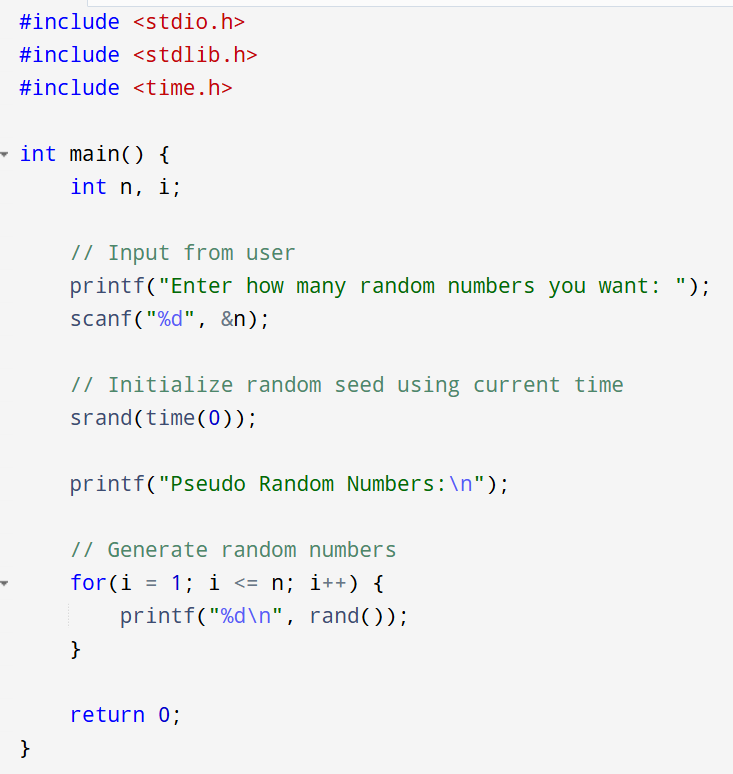 #include <stdio.h>
#include <stdlib.h>
#include <time.h>
int main() {
int n, i;
// Input from user
printf("Enter how many random numbers you want: ");
scanf("%d", &n);
// Initialize random seed using current time
srand(time(0));
printf("Pseudo Random Numbers:\n");
// Generate random numbers
for(i = 1; i <= n; i++) {
printf("%d\n", rand());
}
return 0;
}